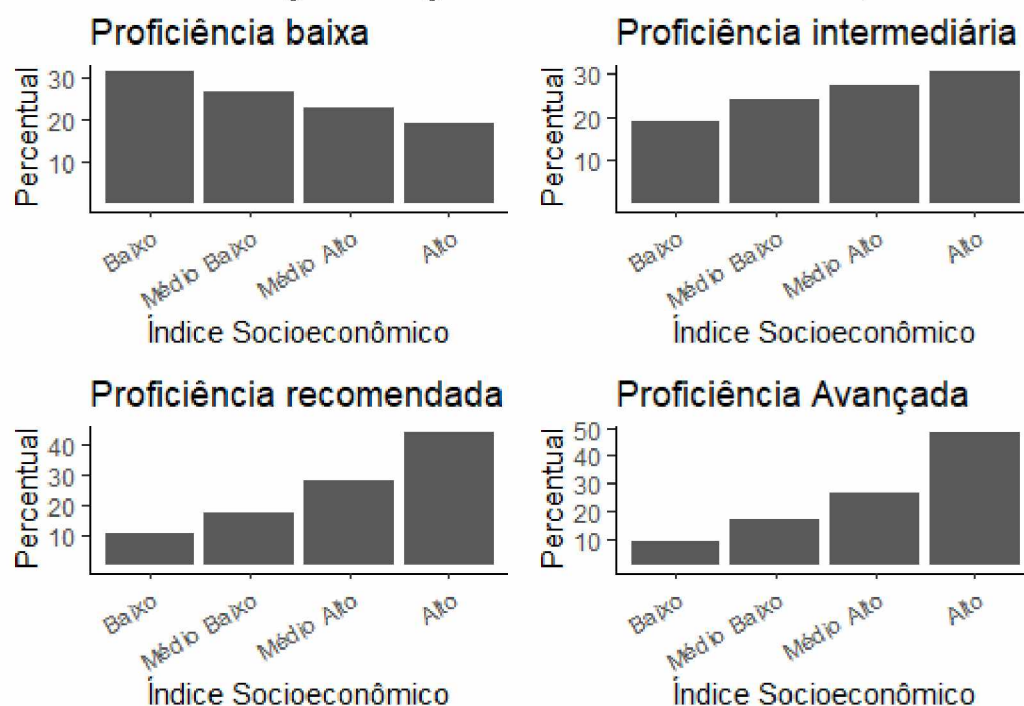 Proficiência baixa
Percentual
30
20
10
Baixo
Médio Baixo
Médio Alto
Alto
Índice Socioeconômico
Proficiência intermediária
Percentual
30
20
10
Baixo
Médio Baixo
Médio Alto
Alto
Índice Socioeconômico
Proficiência recomendada
Percentual
40
30
20
10
Baixo
Médio Baixo
Médio Alto
Alto
Índice Socioeconômico
Proficiência Avançada
Percentual
50
40
30
20
10
Baixo
Médio Baixo
Médio Alto
Alto
Índice Socioeconômico